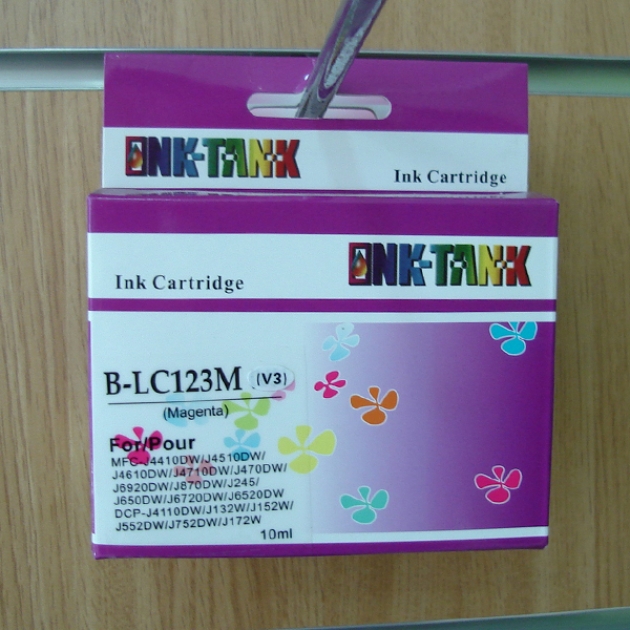 INK-TANK
Ink Cartridge
INK-TANK
Ink Cartridge
B-LC123M (V3)
(Magenta)
For/Pour
MFC-J4410DW/J4510DW/
J4610DW/J4710DW/J470DW/
J6920DW/J870DW/J245/
J650DW/J6720DW/J6520DW
DCP-J4110DW/J132W/J152W/
J552DW/J752DW/J172W
10ml